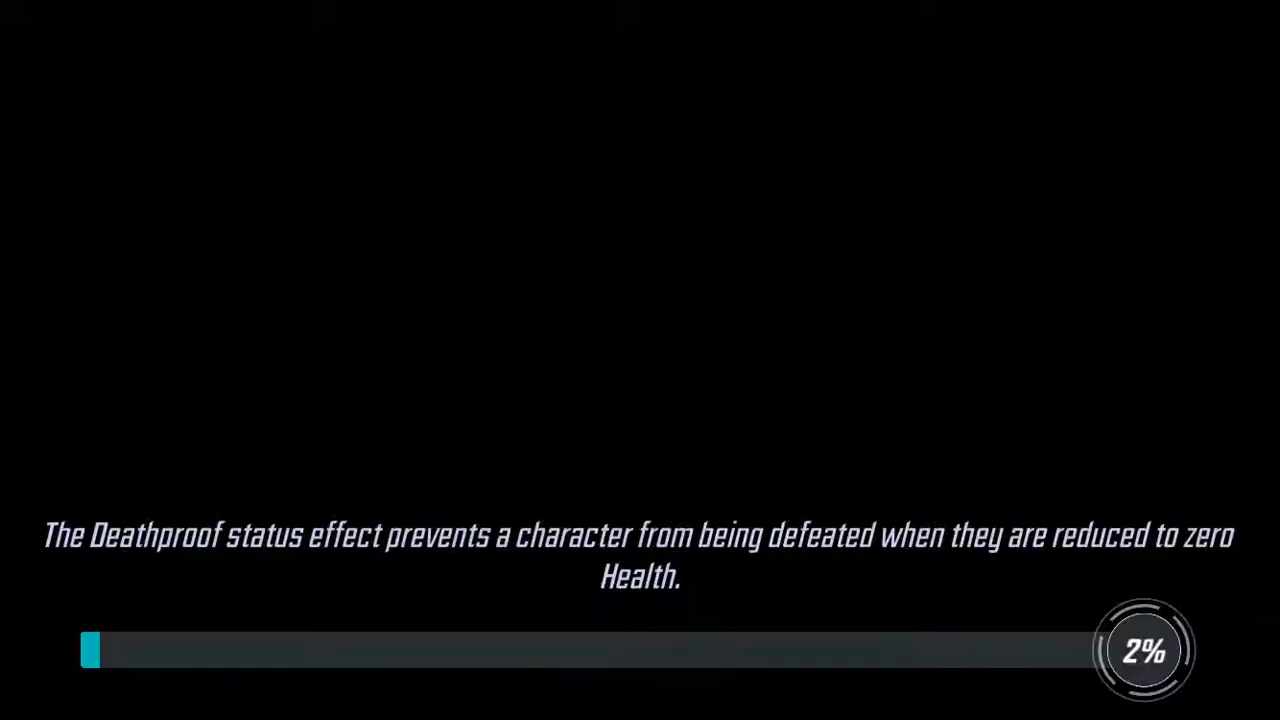 The Deathproof status effect prevents a character from being defeated when they are reduced to zero
Health.
2%